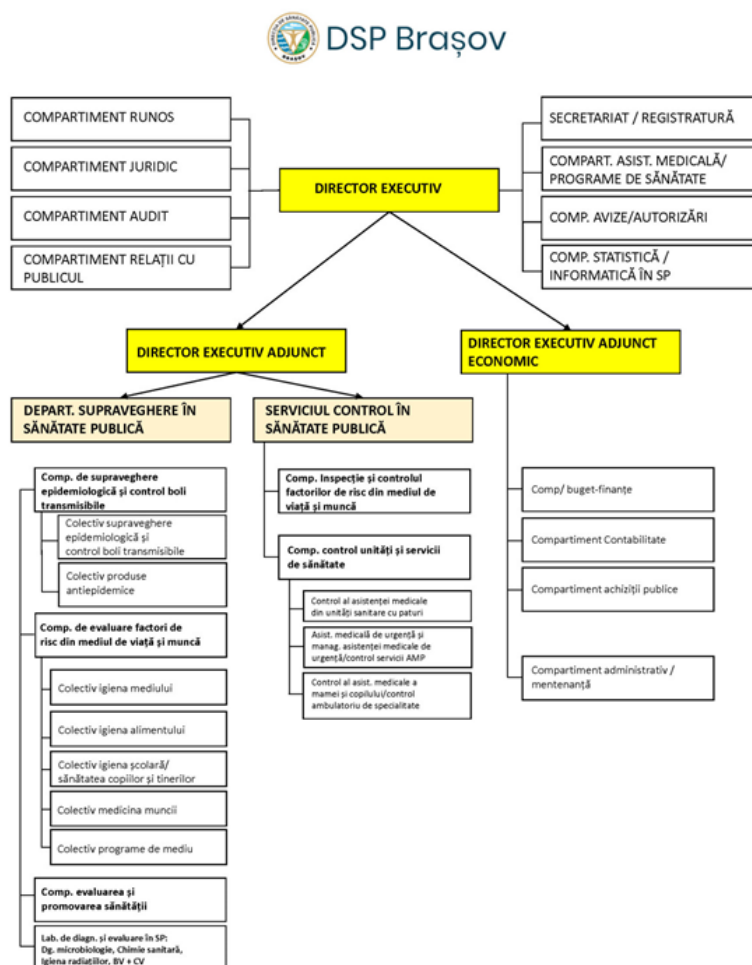 DSP Brașov
COMPARTIMENT RUNOS
COMPARTIMENT JURIDIC
COMPARTIMENT AUDIT
COMPARTIMENT RELAȚII CU
PUBLICUL
DIRECTOR EXECUTIV
SECRETARIAT / REGISTRATURĂ
COMPART. ASIST. MEDICALĂ/
PROGRAME DE SĂNĂTATE
COMP. AVIZE/AUTORIZĂRI
COMP. STATISTICĂ /
INFORMATICĂ ÎN SP
DIRECTOR EXECUTIV ADJUNCT
DIRECTOR EXECUTIV ADJUNCT
ECONOMIC
DEPART. SUPRAVEGHERE ÎN
SĂNĂTATE PUBLICĂ
Comp. de supraveghere
epidemiologică și control boli
transmisibile
Colectiv supraveghere
epidemiologică și
control boli transmisibile
Colectiv produse
antiepidemice
Comp. de evaluare factori de
risc din mediul de viață și muncă
Colectiv igiena mediului
Colectiv igiena alimentului
Colectiv igiena școlară/
sănătatea copiilor și tinerilor
Colectiv medicina muncii
Colectiv programe de mediu
Comp. evaluarea și
promovarea sănătății
Lab. de diagn. și evaluare în SP:
Dg. microbiologie, Chimie sanitară,
Igiena radiațiilor, BV + CV
SERVICIUL CONTROL ÎN
SĂNĂTATE PUBLICĂ
Comp. Inspecție și controlul
factorilor de risc din mediul de
viață și muncă
Comp. control unități și servicii
de sănătate
Control al asistenței medicale
din unități sanitare cu paturi
Asist. medicală de urgență și
manag. asistenței medicale de
urgență/control servicii AMP
Control al asist. medicale a
mamei și copilului/control
ambulatoriu de specialitate
Comp/ buget-finanțe
Compartiment Contabilitate
Compartiment achiziții publice
Compartiment administrativ /
mentenanță